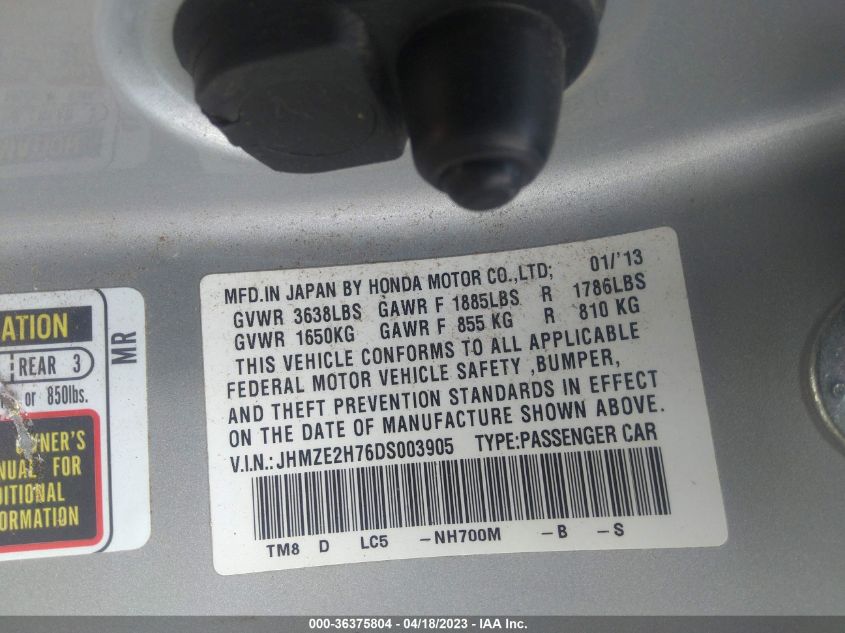 MFD.IN JAPAN BY HONDA MOTOR CO.,LTD; 01/'13
GVWR 3638LBS GAWR F 1885LBS R 1786LBS
GVWR 1650KG GAWR F 855 KG R 810 KG
THIS VEHICLE CONFORMS TO ALL APPLICABLE
FEDERAL MOTOR VEHICLE SAFETY ,BUMPER,
AND THEFT PREVENTION STANDARDS IN EFFECT
ON THE DATE OF MANUFACTURE SHOWN ABOVE.
V.I.N.:JHMZE2H76DS003905 TYPE:PASSENGER CAR
TM8 D LC5 -NH700M -B -S
ATION
REAR 3
or 850lbs.
MR
WNER'S
NUAL FOR
DITIONAL
ORMATION
000-36375804 - 04/18/2023 - IAA Inc.